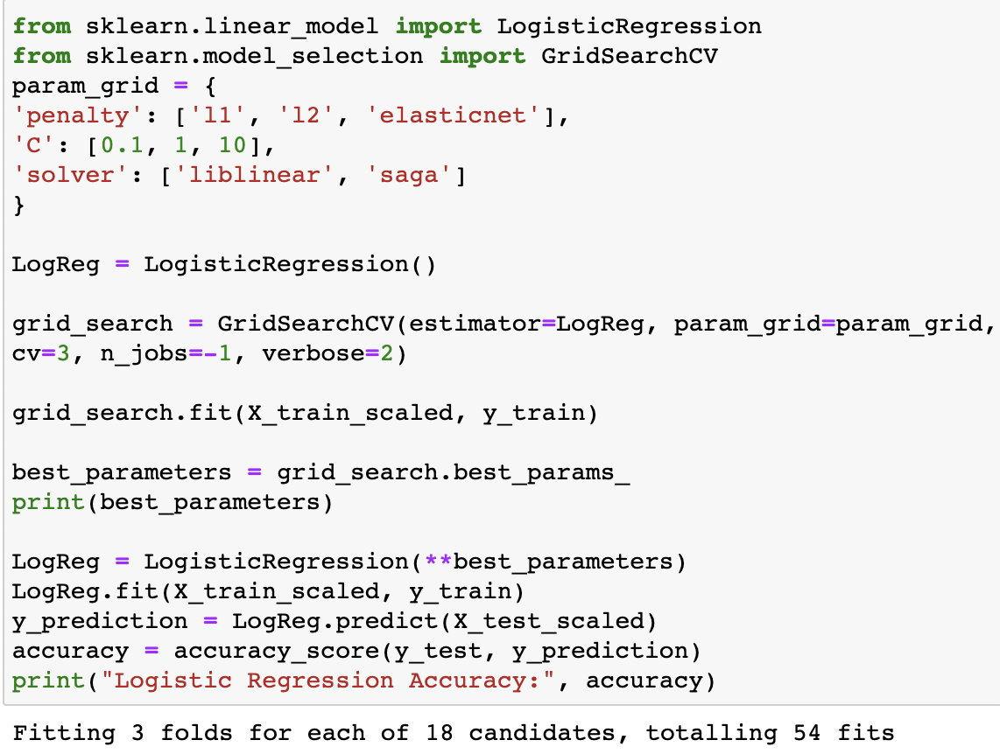 from sklearn.linear_model import LogisticRegression
from sklearn.model_selection import GridSearchCV
param_grid = {
'penalty': ['l1', 'l2', 'elasticnet'],
'C': [0.1, 1, 10],
'solver': ['liblinear', 'saga']
}
LogReg = LogisticRegression()
grid_search = GridSearchCV(estimator=LogReg, param_grid=param_grid,
cv=3, n_jobs=-1, verbose=2)
grid_search.fit(X_train_scaled, y_train)
best_parameters = grid_search.best_params_
print(best_parameters)
LogReg = LogisticRegression(**best_parameters)
LogReg.fit(X_train_scaled, y_train)
y_prediction = LogReg.predict(X_test_scaled)
accuracy = accuracy_score(y_test, y_prediction)
print("Logistic Regression Accuracy:", accuracy)
Fitting 3 folds for each of 18 candidates, totalling 54 fits